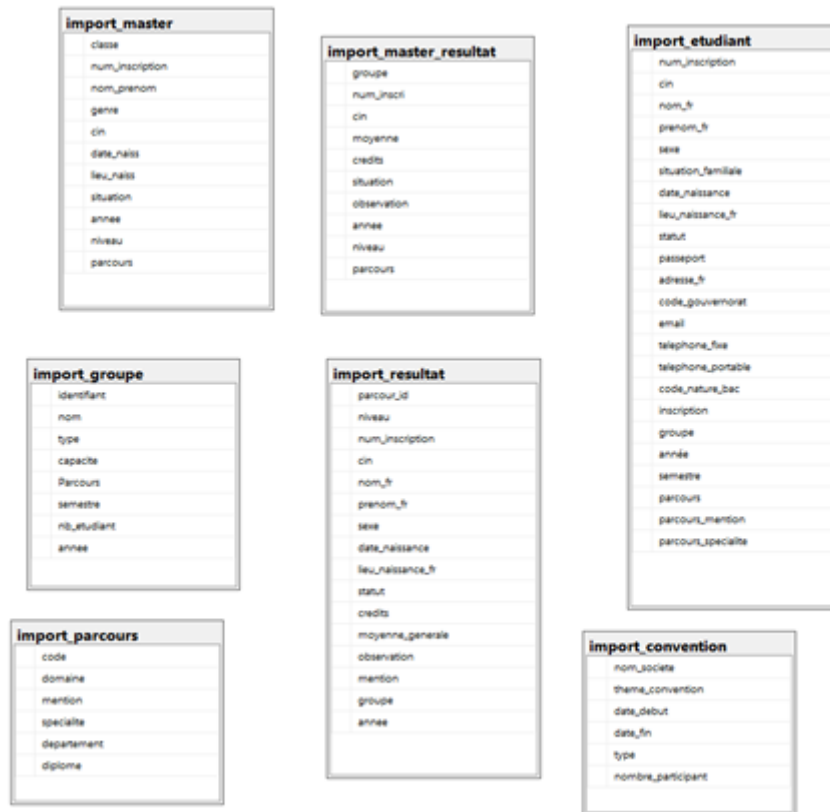 import_master
classe
num_inscription
nom_prenom
genre
cin
date_naiss
lieu_naiss
situation
annee
niveau
parcours
import_master_resultat
groupe
num_inscri
cin
moyenne
credits
situation
observation
annee
niveau
parcours
import_etudiant
num_inscription
cin
nom_fr
prenom_fr
sexe
situation_familiale
date_naissance
lieu_naissance_fr
statut
passeport
adresse_fr
code_gouvernorat
email
telephone_fixe
telephone_portable
code_nature_bac
inscription
groupe
année
semestre
parcours
parcours_mention
parcours_specialite
import_groupe
identifiant
nom
type
capacite
Parcours
semestre
nb_etudiant
annee
import_resultat
parcour_id
niveau
num_inscription
cin
nom_fr
prenom_fr
sexe
date_naissance
lieu_naissance_fr
statut
credits
moyenne_generale
observation
mention
groupe
annee
import_parcours
code
domaine
mention
specialite
departement
diplome
import_convention
nom_societe
theme_convention
date_debut
date_fin
type
nombre_participant